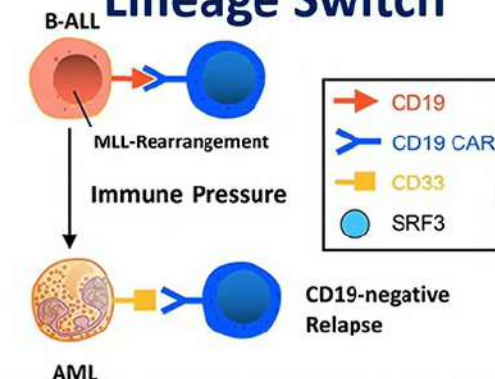 Lineage Switch
B-ALL
MLL-Rearrangement
Immune Pressure
CD19
CD19 CAR
CD33
SRF3
CD19-negative
Relapse
AML